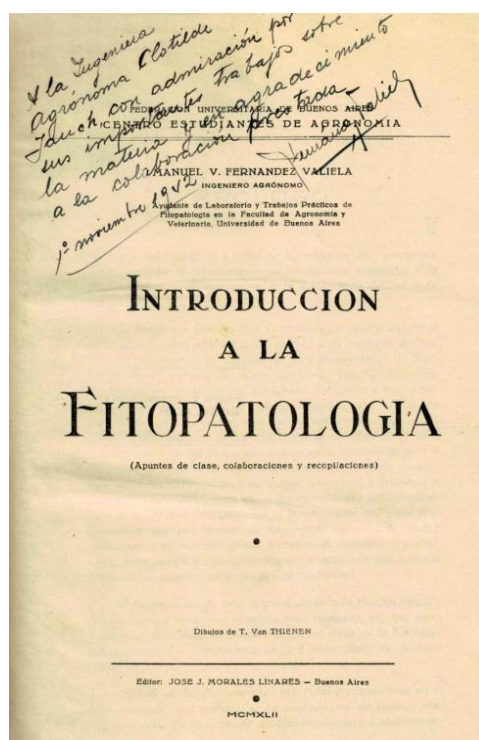 A la Ingeniera
Agrónoma Clotilde
Jauch con admiración por
sus importantes trabajos sobre
la materia y en agradecimiento
a la colaboración
1º noviembre 1942
FEDERACION UNIVERSITARIA DE BUENOS AIRES
CENTRO ESTUDIANTES DE AGRONOMIA
MANUEL V. FERNANDEZ VALIELA
INGENIERO AGRÓNOMO
Ayudante de Laboratorio y Trabajos Prácticos de
Fitopatología en la Facultad de Agronomía y
Veterinaria, Universidad de Buenos Aires
INTRODUCCION
A LA
FITOPATOLOGIA
(Apuntes de clase, colaboraciones y recopilaciones)
Dibujos de T. Van THIENEN
Editor: JOSE J. MORALES LINARES – Buenos Aires
MCMXLII